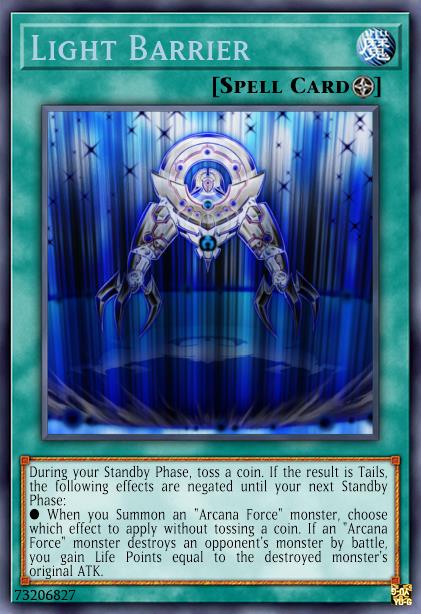 LIGHT BARRIER
魔
[SPELL CARD]
During your Standby Phase, toss a coin. If the result is Tails,
the following effects are negated until your next Standby
Phase:
● When you Summon an "Arcana Force" monster, choose
which effect to apply without tossing a coin. If an "Arcana
Force" monster destroys an opponent's monster by battle,
you gain Life Points equal to the destroyed monster's
original ATK.
73206827